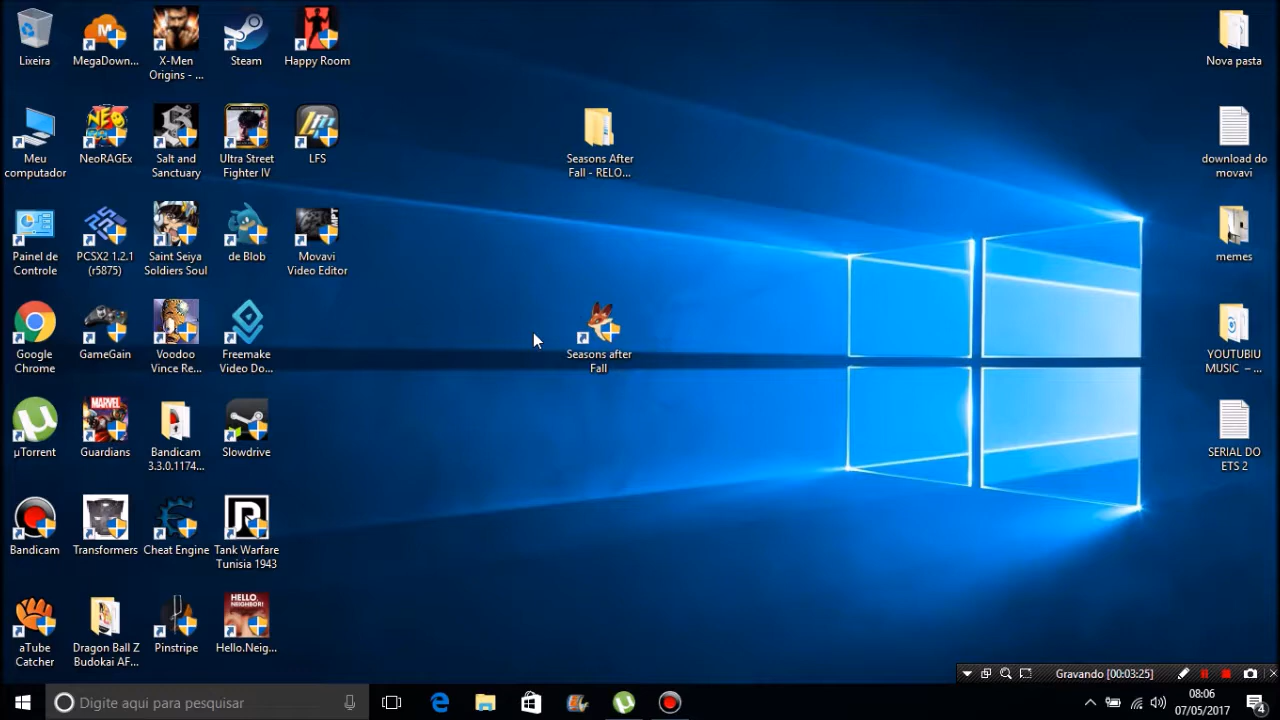 Lixeira
MegaDown...
X-Men
Origins - ...
Steam
Happy Room
Nova pasta
Meu
computador
NeoRAGEx
Salt and
Sanctuary
Ultra Street
Fighter IV
LFS
Seasons After
Fall - RELO...
download do
movavi
Painel de
Controle
PCSX2 1.2.1
(r5875)
Saint Seiya
Soldiers Soul
de Blob
Movavi
Video Editor
memes
Google
Chrome
GameGain
Voodoo
Vince Re...
Freemake
Video Do...
Seasons after
Fall
YOUTUBIU
MUSIC – ...
µTorrent
MARVEL
Guardians
Bandicam
3.3.0.1174...
Slowdrive
SERIAL DO
ETS 2
Bandicam
Transformers
Cheat Engine
Tank Warfare
Tunisia 1943
HELLO,
NEIGHBOR!
aTube
Catcher
Dragon Ball Z
Budokai AF...
Pinstripe
Hello.Neig...
Gravando [00:03:25]
Digite aqui para pesquisar
08:06
07/05/2017
4